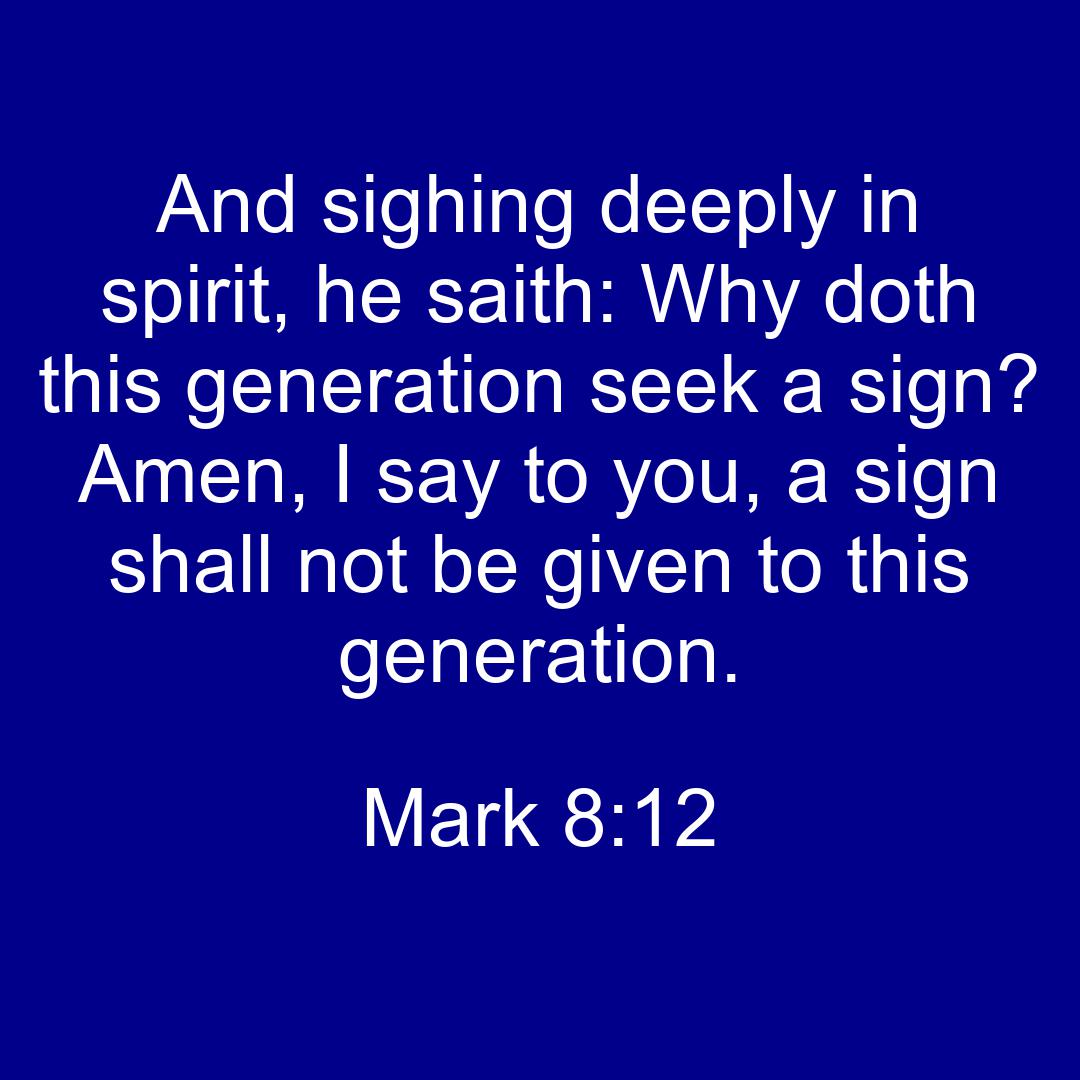 And sighing deeply in
spirit, he saith: Why doth
this generation seek a sign?
Amen, I say to you, a sign
shall not be given to this
generation.
Mark 8:12